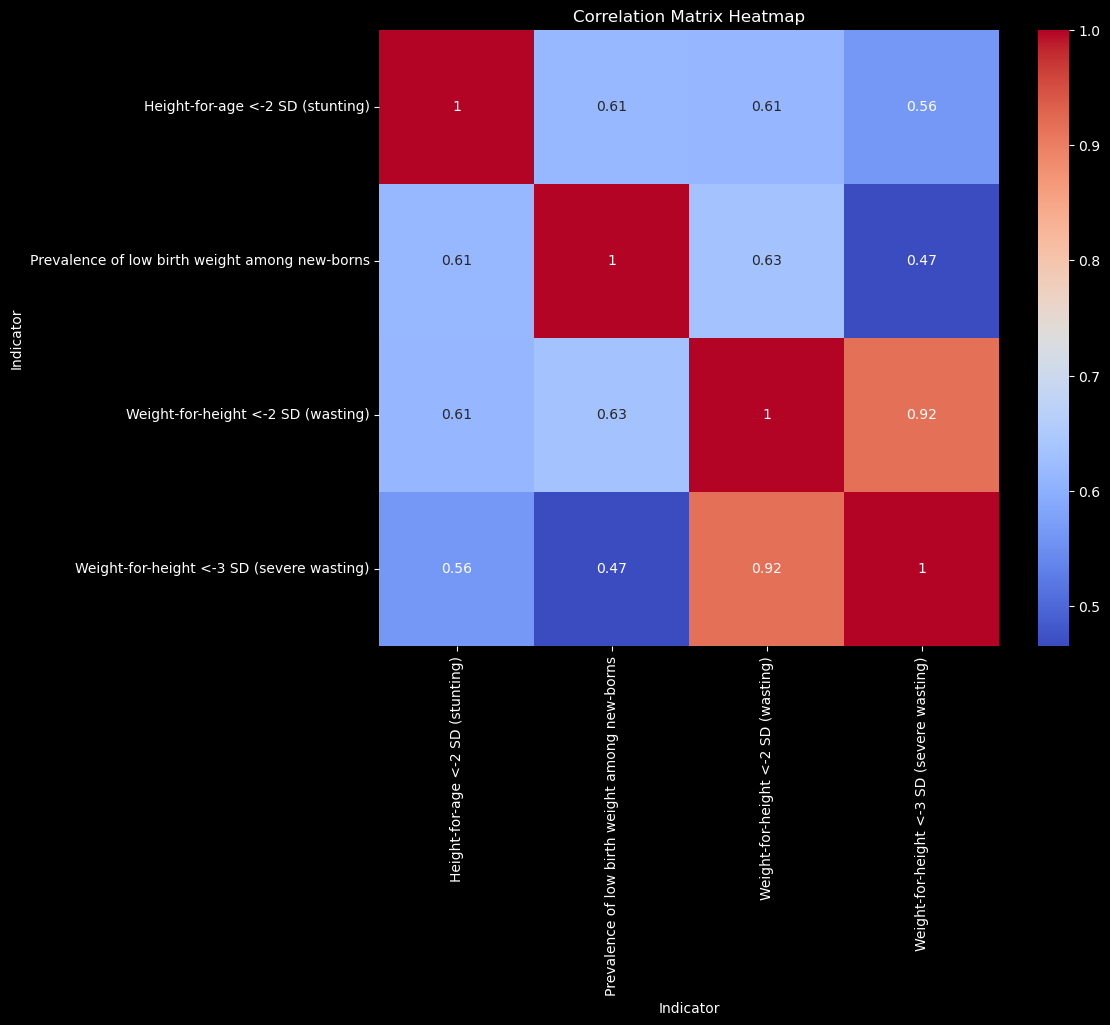 Correlation Matrix Heatmap
Indicator
Height-for-age <-2 SD (stunting)
1
0.61
0.61
0.56
Prevalence of low birth weight among new-borns
0.61
1
0.63
0.47
Weight-for-height <-2 SD (wasting)
0.61
0.63
1
0.92
Weight-for-height <-3 SD (severe wasting)
0.56
0.47
0.92
1
Height-for-age <-2 SD (stunting)
Prevalence of low birth weight among new-borns
Weight-for-height <-2 SD (wasting)
Weight-for-height <-3 SD (severe wasting)
Indicator
1.0
0.9
0.8
0.7
0.6
0.5